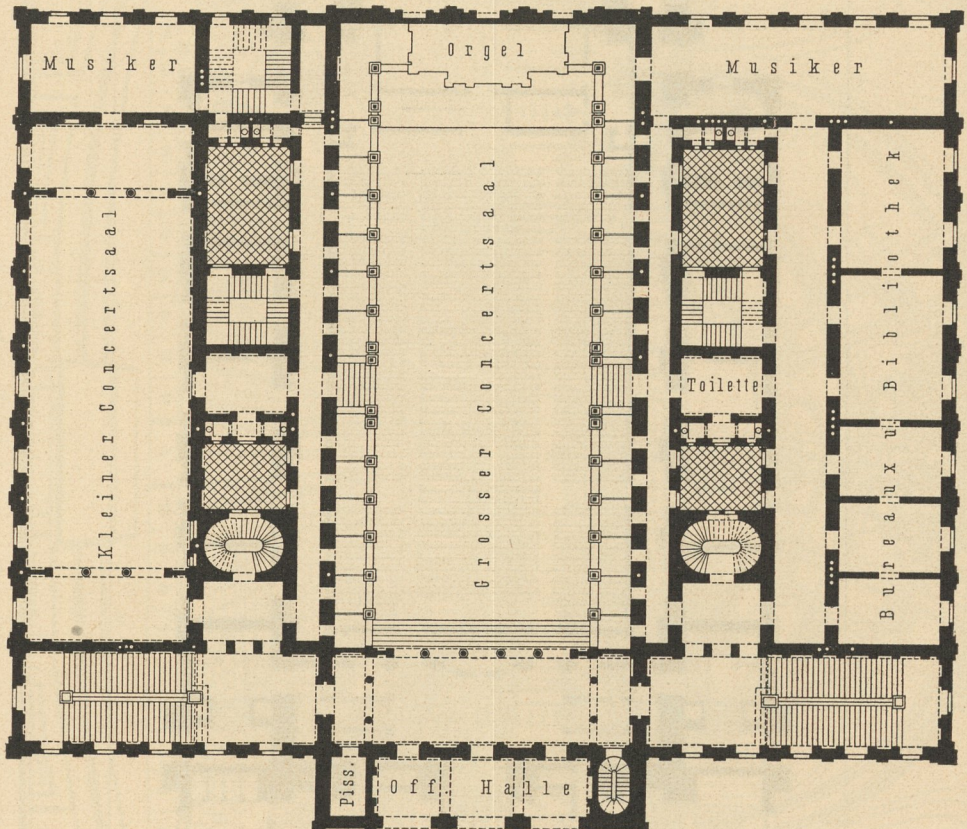 Musiker
Orgel
Musiker
Kleiner Concertsaal
Grosser Concertsaal
Toilette
Bureaux u Bibliothek
Piss.
Off. Halle